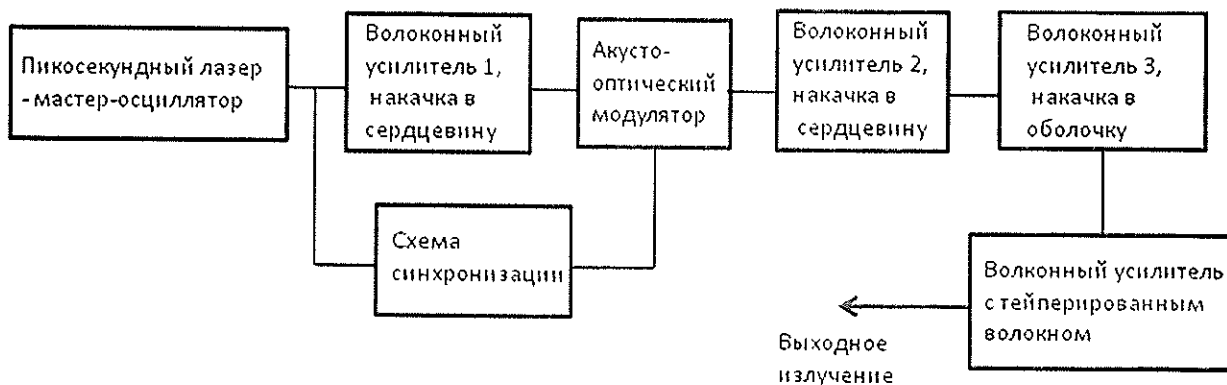 Пикосекундный лазер
- мастер-осциллятор
Волоконный
усилитель 1,
накачка в
сердцевину
Акусто-
оптический
модулятор
Волоконный
усилитель 2,
накачка в
сердцевину
Волоконный
усилитель 3,
накачка в
оболочку
Схема
синхронизации
Волконный усилитель
с тейперированным
волокном
Выходное
излучение